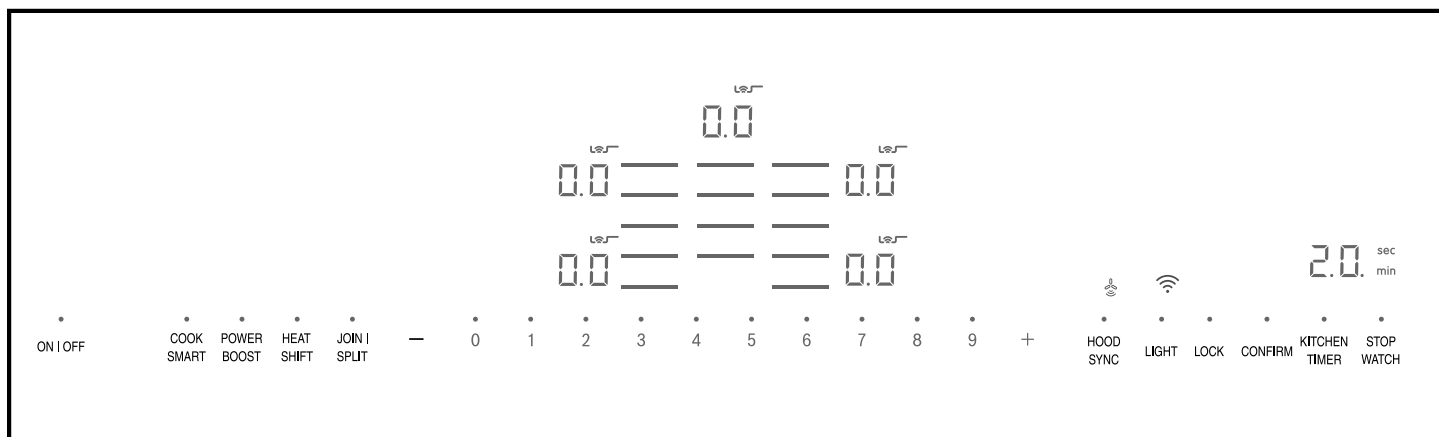 0.0
0.0 0.0
0.0 0.0
2.0. sec
min
ON | OFF
COOK
SMART
POWER
BOOST
HEAT
SHIFT
JOIN |
SPLIT
− 0 1 2 3 4 5 6 7 8 9 +
HOOD
SYNC
LIGHT
LOCK
CONFIRM
KITCHEN
TIMER
STOP
WATCH